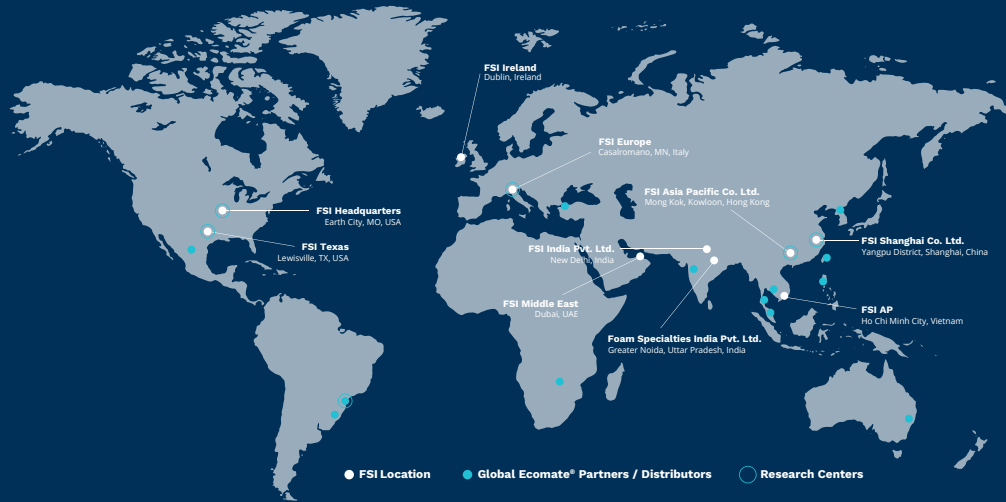 FSI Ireland
Dublin, Ireland
FSI Europe
Casalromano, MN, Italy
FSI Asia Pacific Co. Ltd.
Mong Kok, Kowloon, Hong Kong
FSI Headquarters
Earth City, MO, USA
FSI Texas
Lewisville, TX, USA
FSI India Pvt. Ltd.
New Delhi, India
FSI Shanghai Co. Ltd.
Yangpu District, Shanghai, China
FSI Middle East
Dubai, UAE
FSI AP
Ho Chi Minh City, Vietnam
Foam Specialties India Pvt. Ltd.
Greater Noida, Uttar Pradesh, India
FSI Location
Global Ecomate® Partners / Distributors
Research Centers